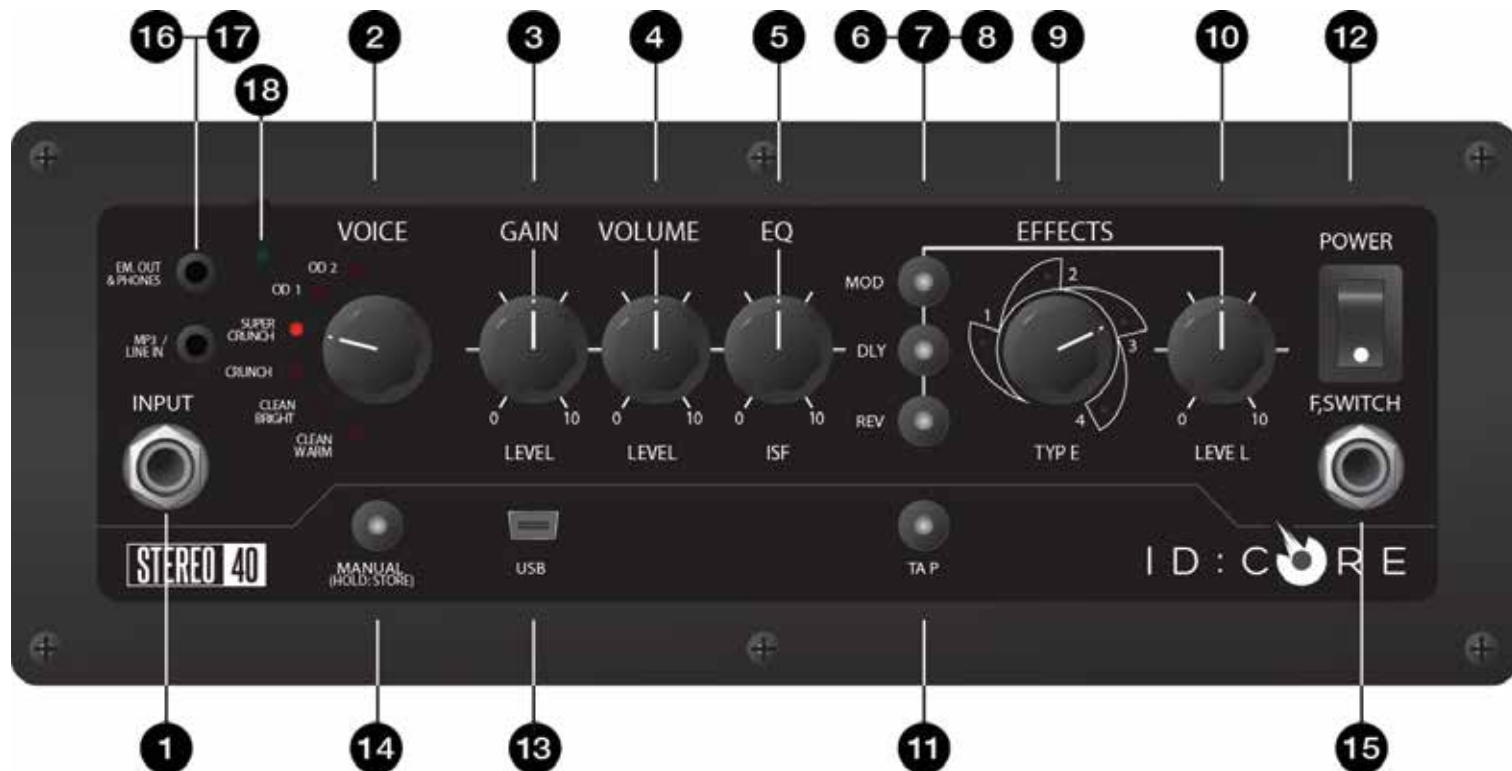 16 17
2
3
4
5
6 7 8
9
10
12
18
VOICE
GAIN
VOLUME
EQ
EFFECTS
POWER
EM. OUT
& PHONES
OD 2
OD 1
SUPER
CRUNCH
MP3 /
LINE IN
CRUNCH
CLEAN
BRIGHT
CLEAN
WARM
INPUT
0 10
LEVEL
0 10
LEVEL
0 10
ISF
MOD
DLY
REV
1
2
3
4
TYP E
0 10
LEVE L
F,SWITCH
STEREO 40
MANUAL
(HOLD: STORE)
USB
TA P
ID:CORE
1
14
13
11
15